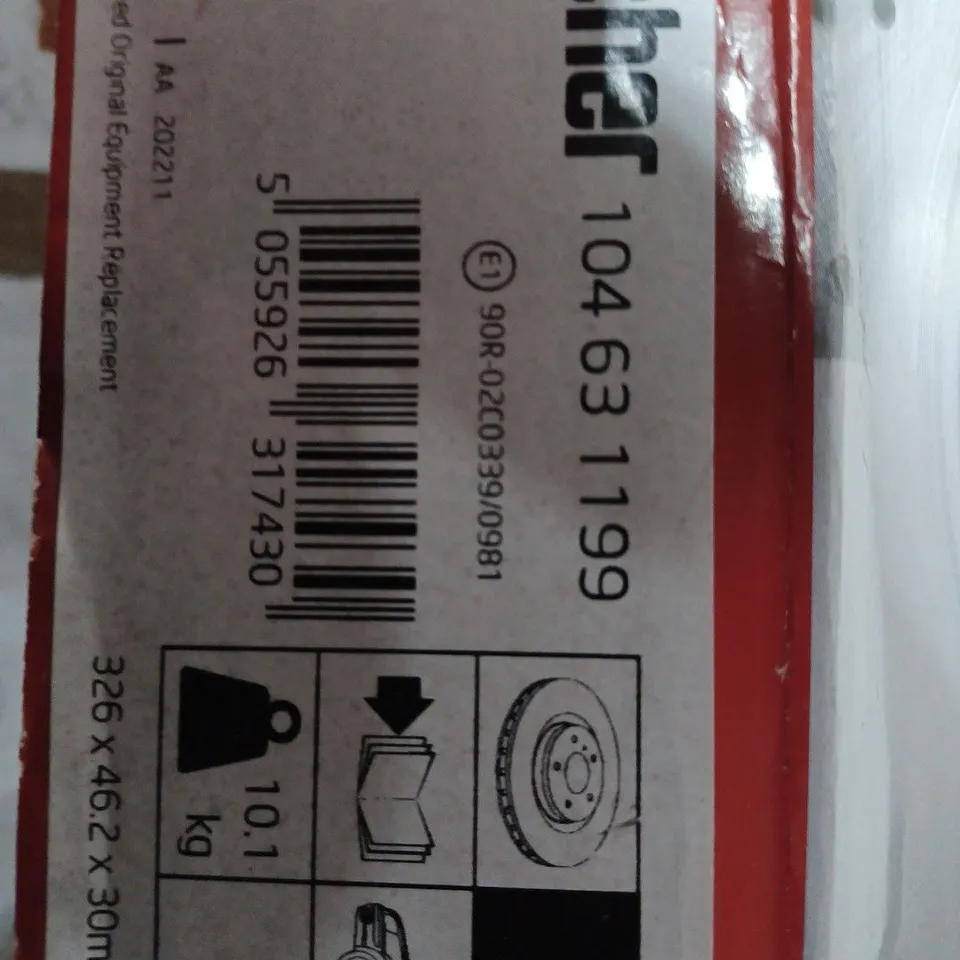 cher 104 63 1199
E1 90R-02C0339/0981
5 055926 317430
I AA 202211
ed Original Equipment Replacement
10.1
kg
326 x 46.2 x 30m